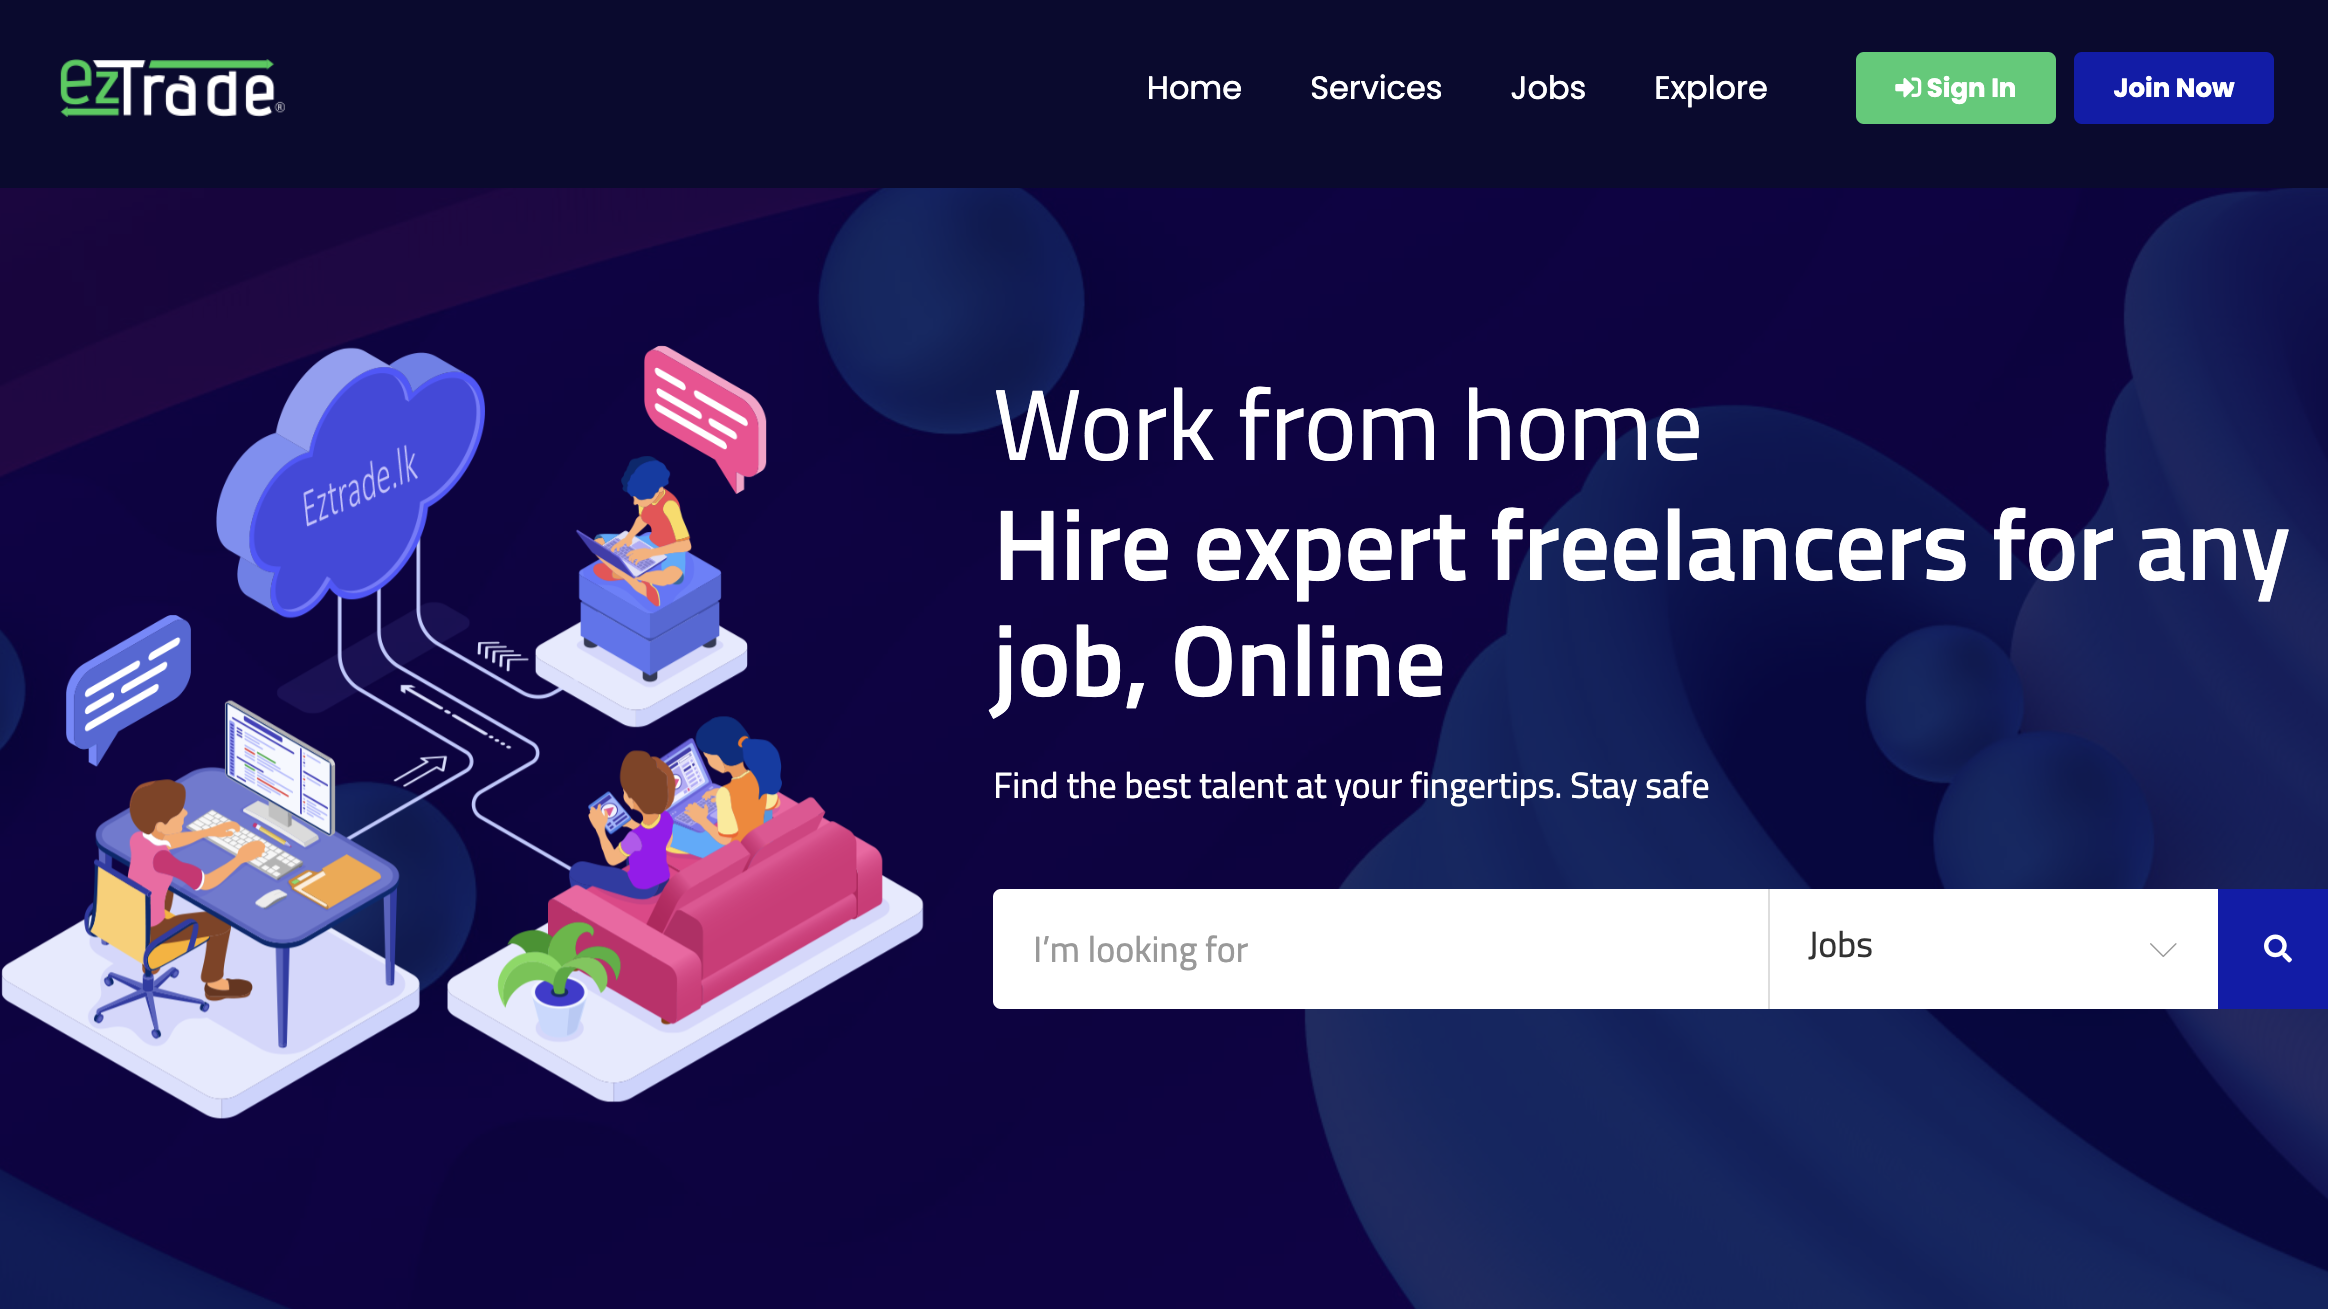 ezTrade®
Home Services Jobs Explore Sign In Join Now
Eztrade.lk
Work from home
Hire expert freelancers for any
job, Online
Find the best talent at your fingertips. Stay safe
I'm looking for Jobs